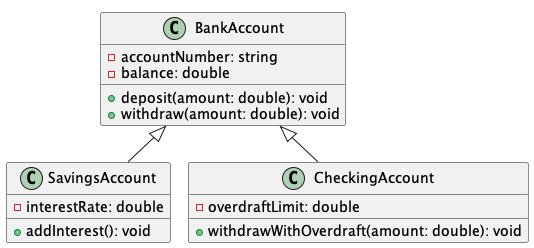 C BankAccount
accountNumber: string
balance: double
deposit(amount: double): void
withdraw(amount: double): void
C SavingsAccount
interestRate: double
addInterest(): void
C CheckingAccount
overdraftLimit: double
withdrawWithOverdraft(amount: double): void